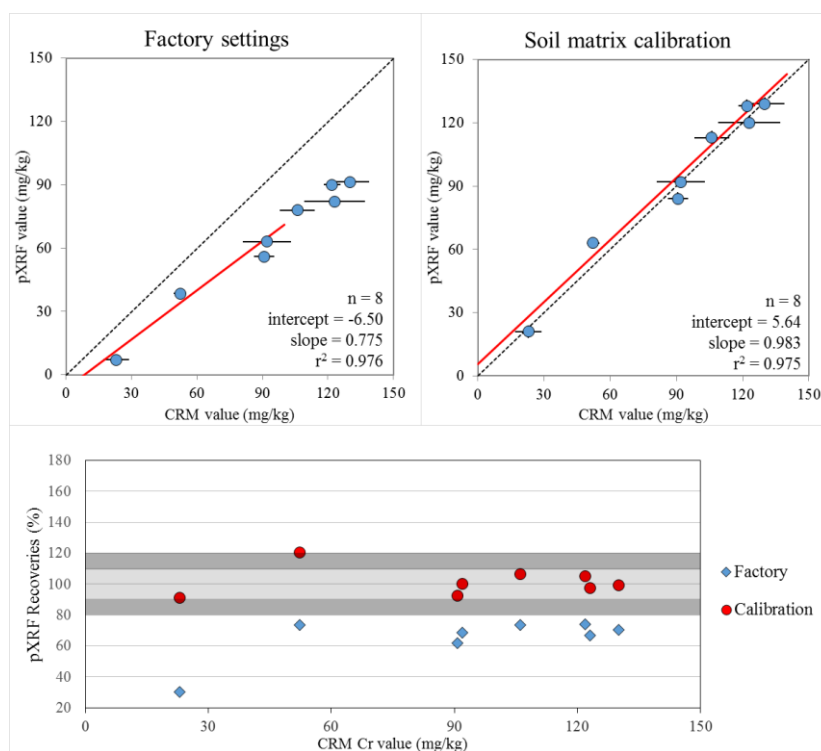 Factory settings
150
120
90
60
30
0
0 30 60 90 120 150
pXRF value (mg/kg)
CRM value (mg/kg)
n = 8
intercept = -6.50
slope = 0.775
r² = 0.976
Soil matrix calibration
150
120
90
60
30
0
0 30 60 90 120 150
pXRF value (mg/kg)
CRM value (mg/kg)
n = 8
intercept = 5.64
slope = 0.983
r² = 0.975
180
160
140
120
100
80
60
40
20
0 30 60 90 120 150
pXRF Recoveries (%)
CRM Cr value (mg/kg)
Factory
Calibration